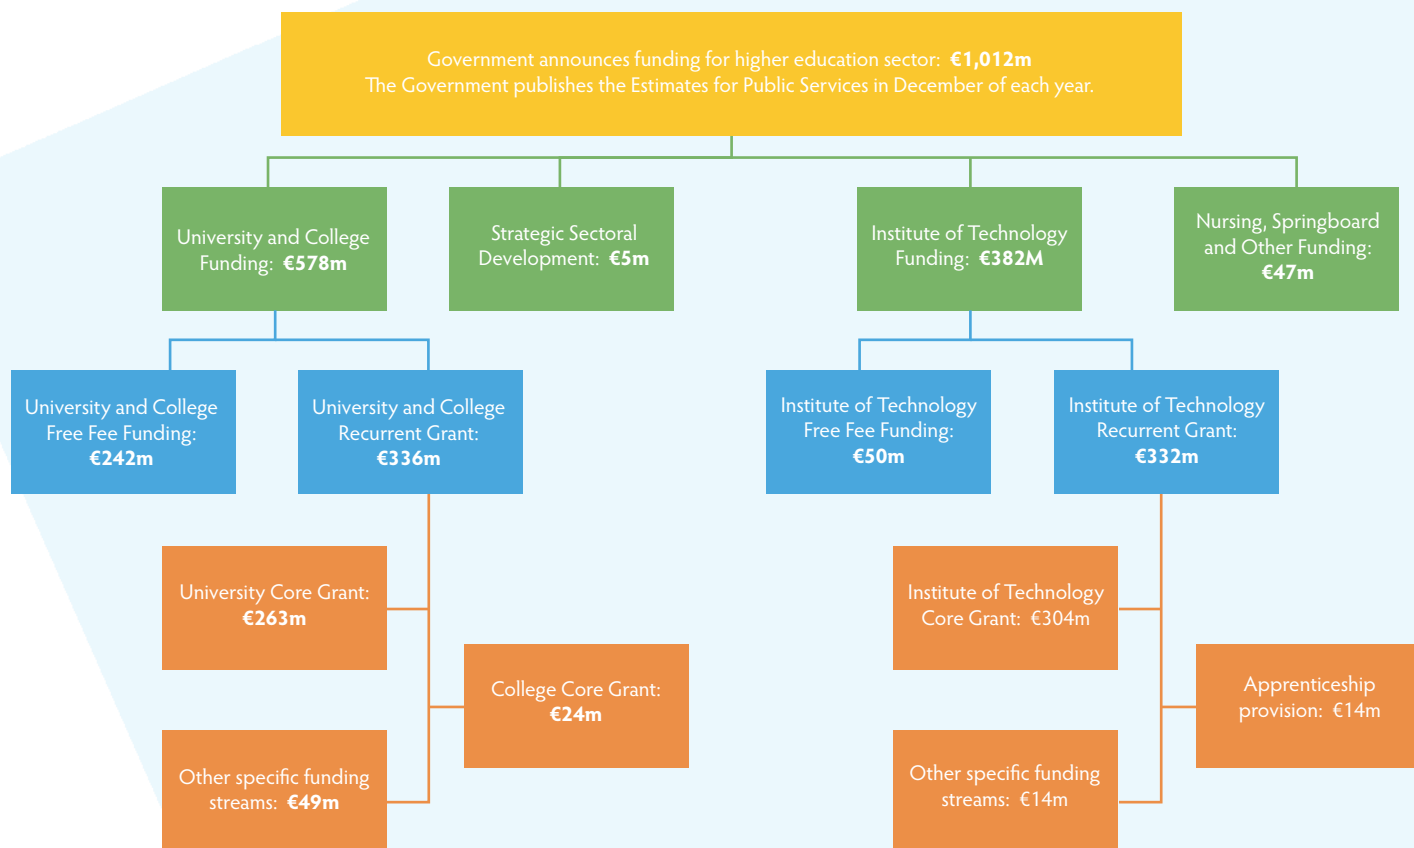 Government announces funding for higher education sector: €1,012m
The Government publishes the Estimates for Public Services in December of each year.
University and College
Funding: €578m
Strategic Sectoral
Development: €5m
Institute of Technology
Funding: €382M
Nursing, Springboard
and Other Funding:
€47m
University and College
Free Fee Funding:
€242m
University and College
Recurrent Grant:
€336m
Institute of Technology
Free Fee Funding:
€50m
Institute of Technology
Recurrent Grant:
€332m
University Core Grant:
€263m
College Core Grant:
€24m
Other specific funding
streams: €49m
Institute of Technology
Core Grant: €304m
Apprenticeship
provision: €14m
Other specific funding
streams: €14m